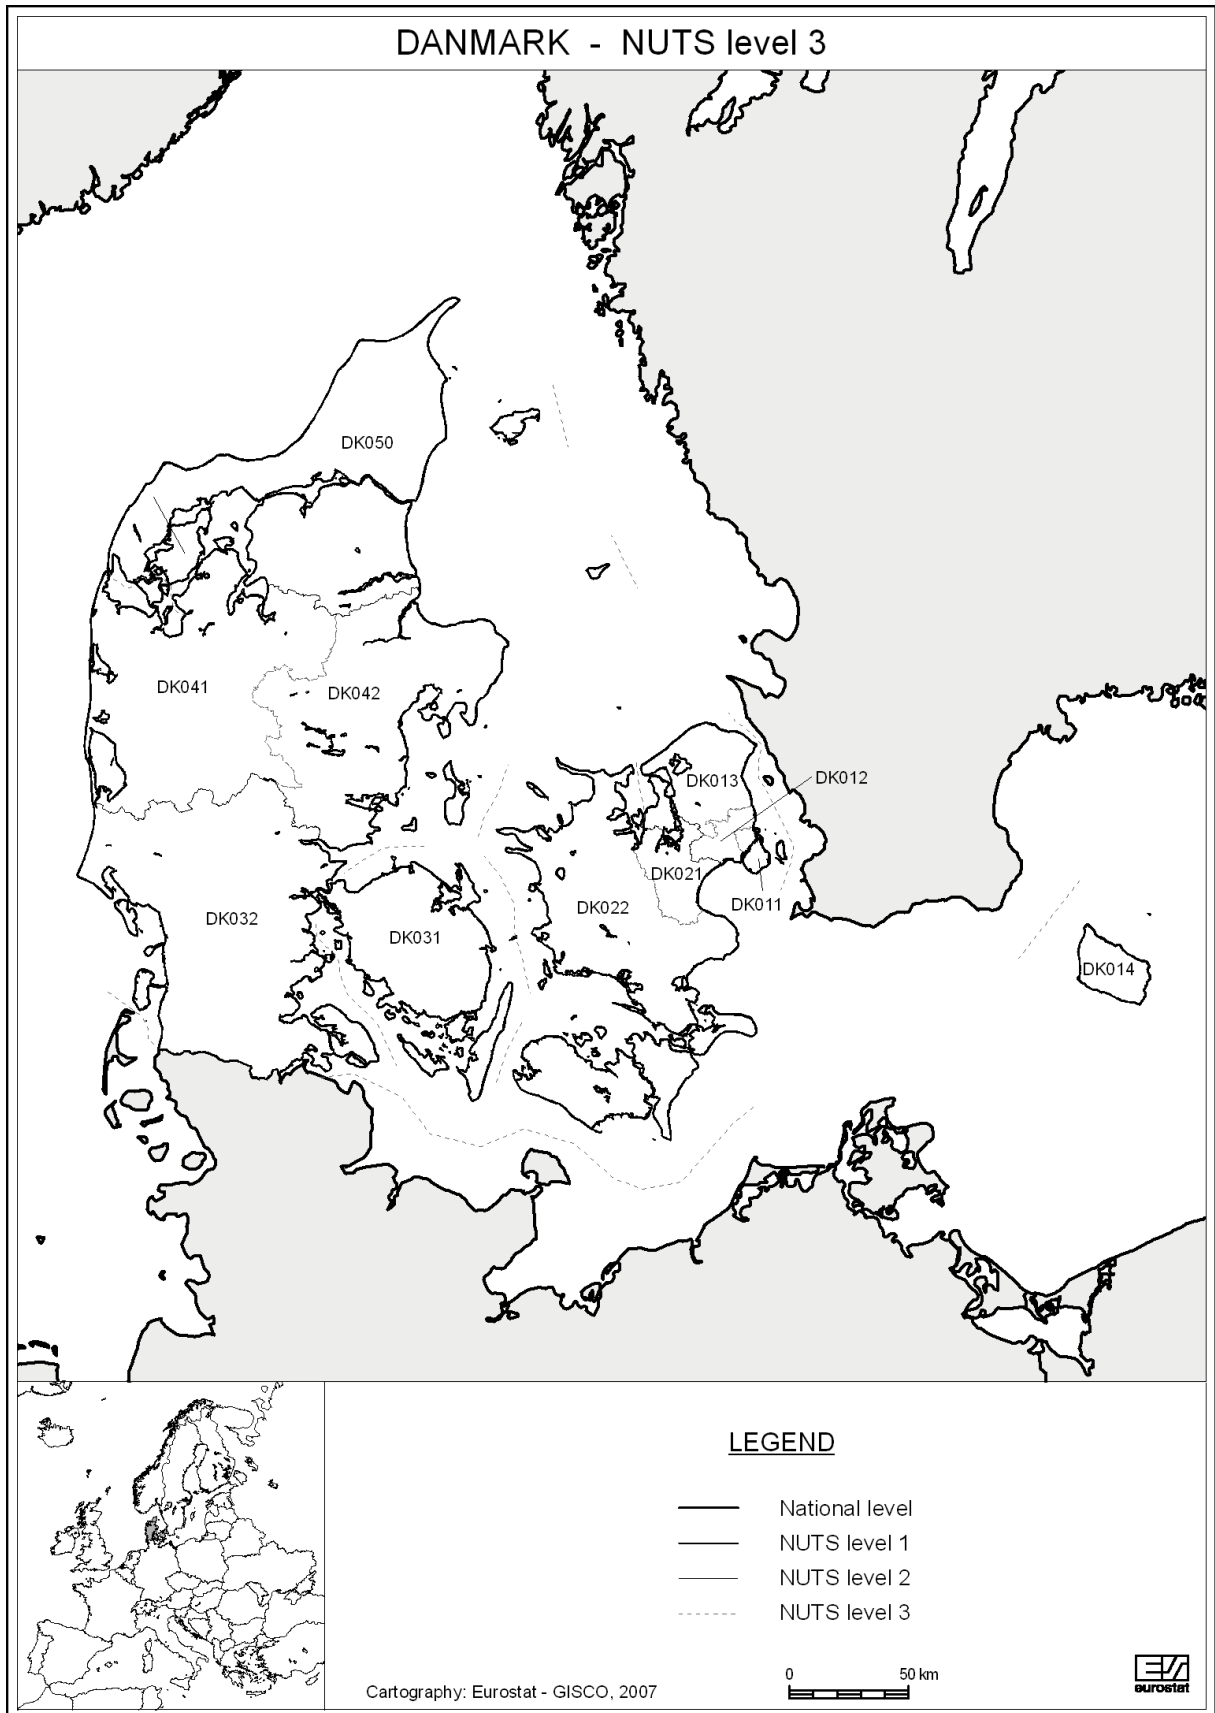 DANMARK - NUTS level 3
DK050
DK041
DK042
DK013
DK012
DK021
DK022
DK011
DK032
DK031
DK014
LEGEND
National level
NUTS level 1
NUTS level 2
NUTS level 3
0 50 km
Cartography: Eurostat - GISCO, 2007
eurostat